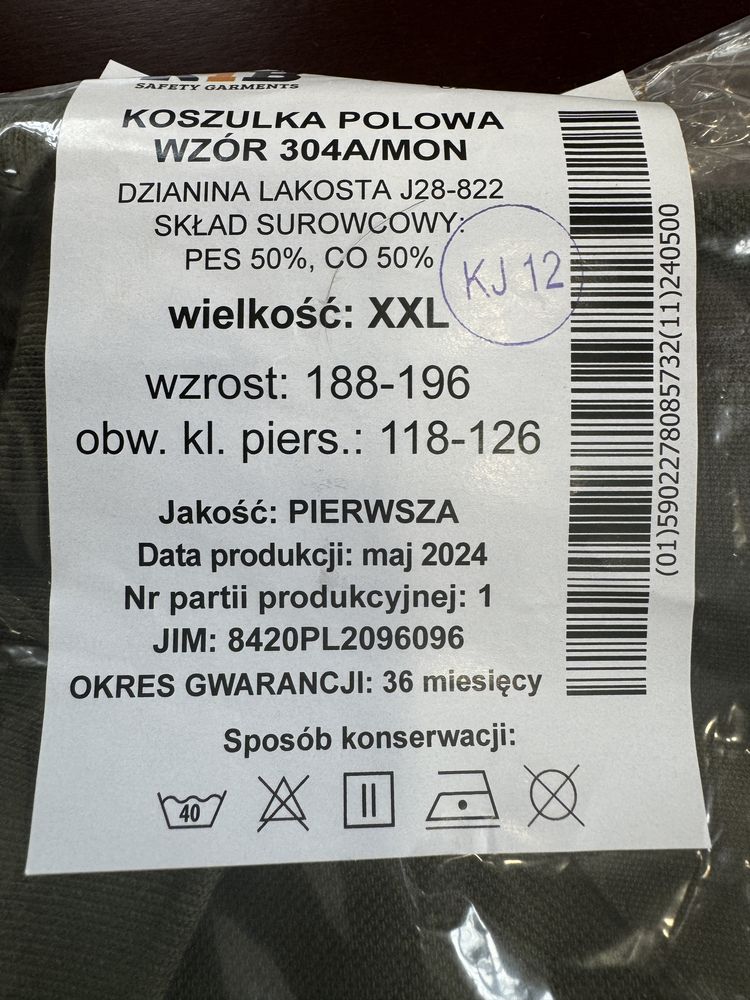 SAFETY GARMENTS
KOSZULKA POLOWA
WZÓR 304A/MON
DZIANINA LAKOSTA J28-822
SKŁAD SUROWCOWY:
PES 50%, CO 50%
KJ 12
wielkość: XXL
wzrost: 188-196
obw. kl. piers.: 118-126
Jakość: PIERWSZA
Data produkcji: maj 2024
Nr partii produkcyjnej: 1
JIM: 8420PL2096096
OKRES GWARANCJI: 36 miesięcy
Sposób konserwacji:
40
(01)5902278085732(11)240500